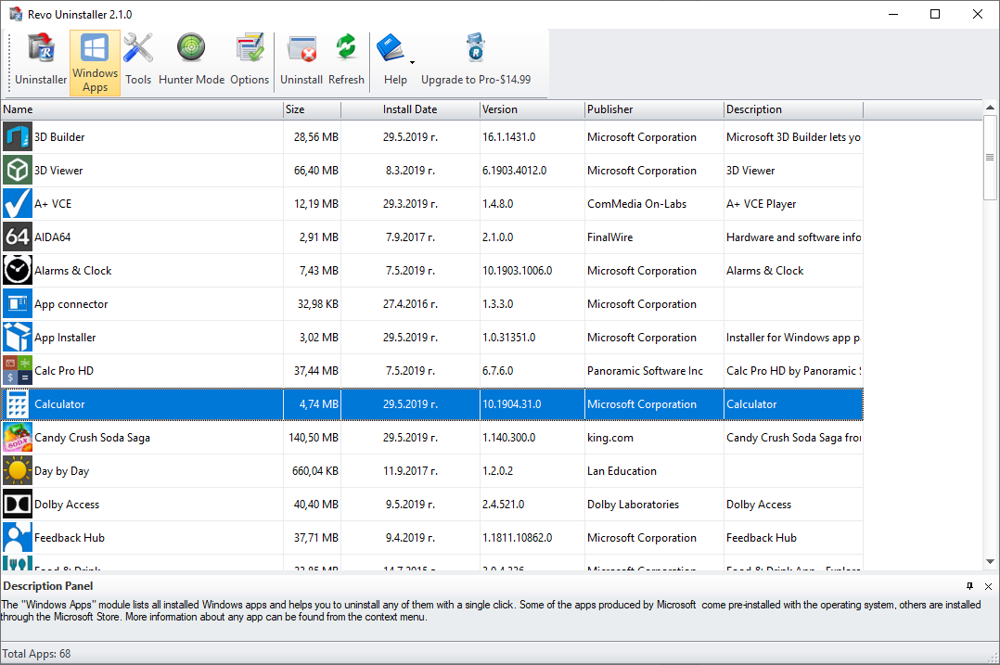 Revo Uninstaller 2.1.0
Uninstaller Windows Apps Tools Hunter Mode Options Uninstall Refresh Help Upgrade to Pro-$14.99
Name Size Install Date Version Publisher Description
3D Builder 28,56 MB 29.5.2019 г. 16.1.1431.0 Microsoft Corporation Microsoft 3D Builder lets yo
3D Viewer 66,40 MB 8.3.2019 г. 6.1903.4012.0 Microsoft Corporation 3D Viewer
A+ VCE 12,19 MB 29.3.2019 г. 1.4.8.0 ComMedia On-Labs A+ VCE Player
64 AIDA64 2,91 MB 7.9.2017 г. 2.1.0.0 FinalWire Hardware and software info
Alarms & Clock 7,43 MB 7.5.2019 г. 10.1903.1006.0 Microsoft Corporation Alarms & Clock
App connector 32,98 KB 27.4.2016 г. 1.3.3.0 Microsoft Corporation
App Installer 3,02 MB 29.5.2019 г. 1.0.31351.0 Microsoft Corporation Installer for Windows app p
Calc Pro HD 37,44 MB 7.5.2019 г. 6.7.6.0 Panoramic Software Inc Calc Pro HD by Panoramic
Calculator 4,74 MB 29.5.2019 г. 10.1904.31.0 Microsoft Corporation Calculator
Candy Crush Soda Saga 140,50 MB 29.5.2019 г. 1.140.300.0 king.com Candy Crush Soda Saga fro
Day by Day 660,04 KB 11.9.2017 г. 1.2.0.2 Lan Education
Dolby Access 40,40 MB 9.5.2019 г. 2.4.521.0 Dolby Laboratories Dolby Access
Feedback Hub 37,71 MB 9.4.2019 г. 1.1811.10862.0 Microsoft Corporation Feedback Hub
Food & Drink Microsoft Corporation Food & Drink App
Description Panel
The "Windows Apps" module lists all installed Windows apps and helps you to uninstall any of them with a single click. Some of the apps produced by Microsoft come pre-installed with the operating system, others are installed
through the Microsoft Store. More information about any app can be found from the context menu.
Total Apps: 68